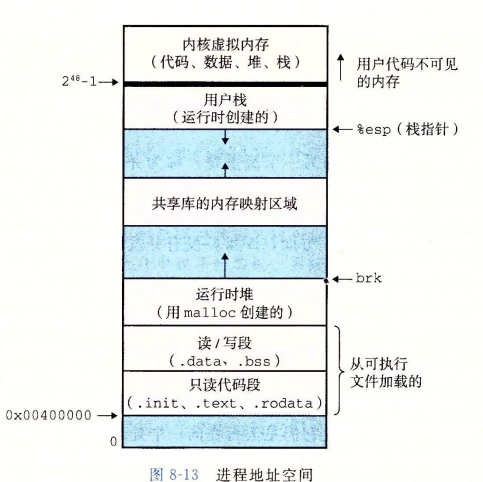 内核虚拟内存
（代码、数据、堆、栈）
用户代码不可见
的内存
2⁴⁸-1
用户栈
（运行时创建的）
%esp（栈指针）
共享库的内存映射区域
brk
运行时堆
（用 malloc 创建的）
读/写段
（.data、.bss）
从可执行
文件加载的
只读代码段
（.init、.text、.rodata）
0x00400000
0
图 8-13 进程地址空间